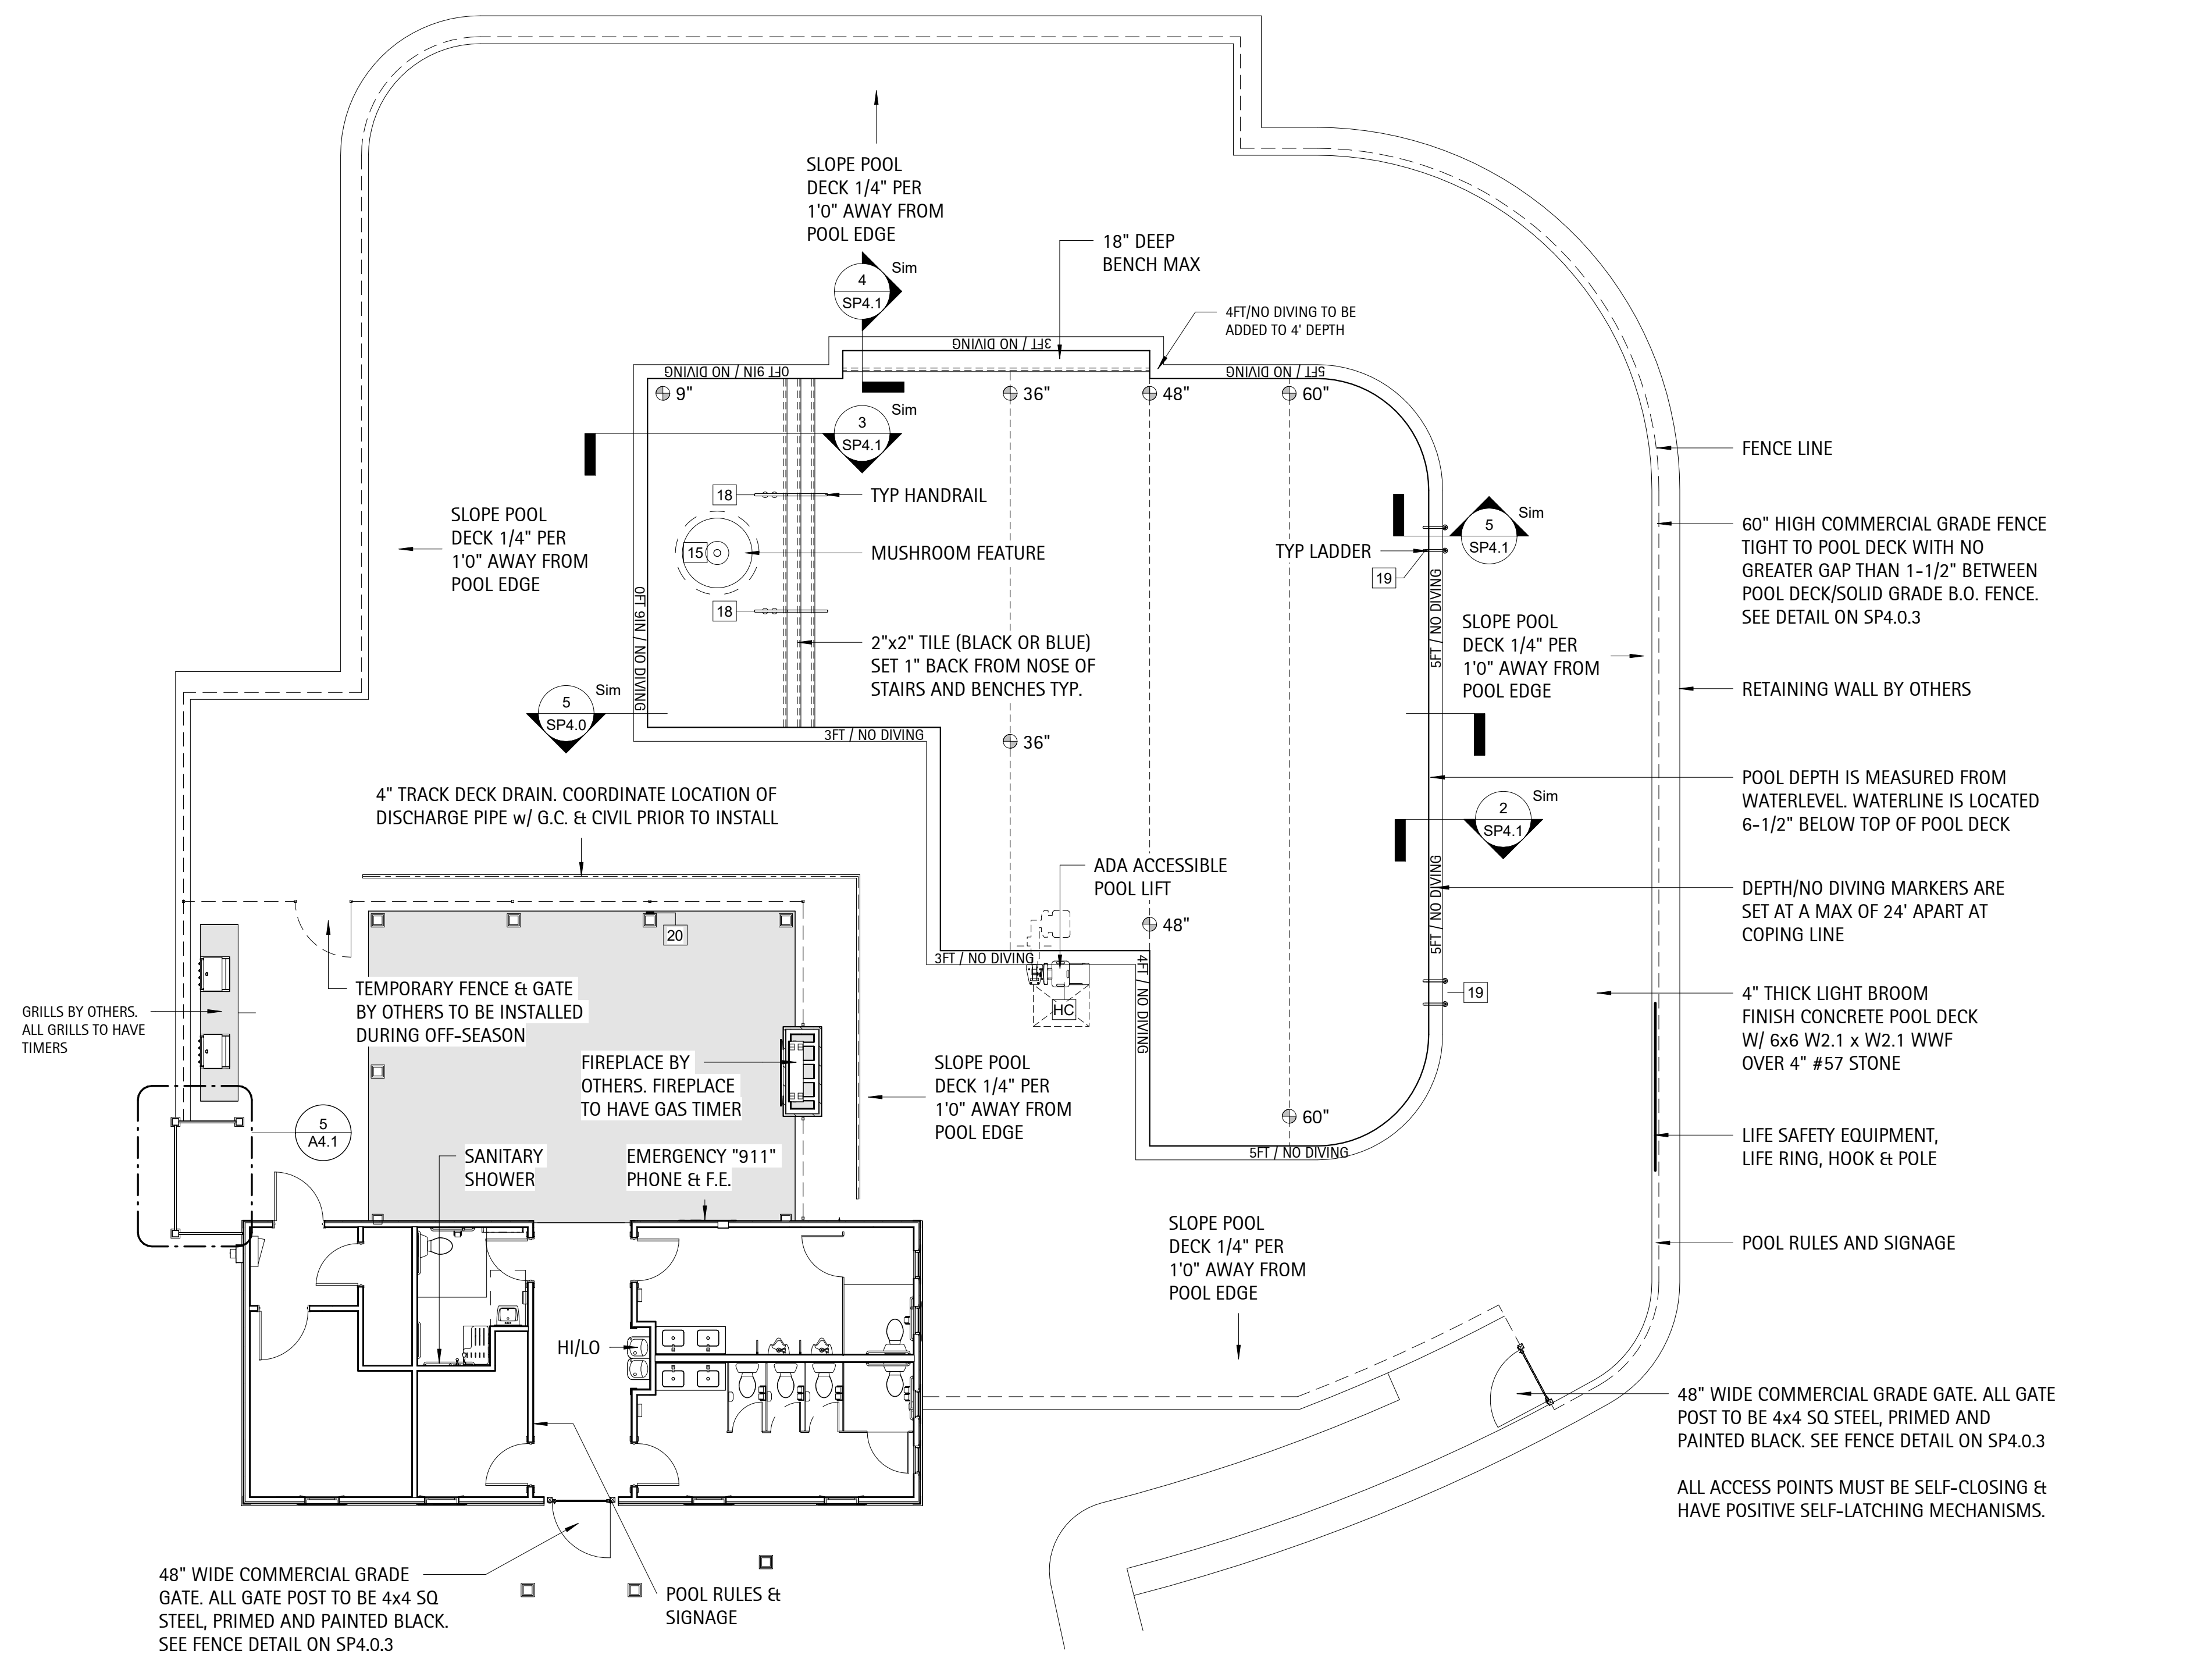 SLOPE POOL
DECK 1/4" PER
1'0" AWAY FROM
POOL EDGE
18" DEEP
BENCH MAX
4
SP4.1
Sim
4FT/NO DIVING TO BE
ADDED TO 4' DEPTH
3FT / NO DIVING
0FT 9IN / NO DIVING
5FT / NO DIVING
9"
36"
48"
60"
3
SP4.1
Sim
FENCE LINE
18
TYP HANDRAIL
SLOPE POOL
DECK 1/4" PER
1'0" AWAY FROM
POOL EDGE
15
MUSHROOM FEATURE
TYP LADDER
19
5
SP4.1
Sim
60" HIGH COMMERCIAL GRADE FENCE
TIGHT TO POOL DECK WITH NO
GREATER GAP THAN 1-1/2" BETWEEN
POOL DECK/SOLID GRADE B.O. FENCE.
SEE DETAIL ON SP4.0.3
18
0FT 9IN / NO DIVING
5FT / NO DIVING
2"x2" TILE (BLACK OR BLUE)
SET 1" BACK FROM NOSE OF
STAIRS AND BENCHES TYP.
SLOPE POOL
DECK 1/4" PER
1'0" AWAY FROM
POOL EDGE
RETAINING WALL BY OTHERS
5
SP4.0
Sim
3FT / NO DIVING
36"
POOL DEPTH IS MEASURED FROM
WATERLEVEL. WATERLINE IS LOCATED
6-1/2" BELOW TOP OF POOL DECK
4" TRACK DECK DRAIN. COORDINATE LOCATION OF
DISCHARGE PIPE w/ G.C. & CIVIL PRIOR TO INSTALL
2
SP4.1
Sim
ADA ACCESSIBLE
POOL LIFT
5FT / NO DIVING
DEPTH/NO DIVING MARKERS ARE
SET AT A MAX OF 24' APART AT
COPING LINE
48"
20
3FT / NO DIVING
4FT / NO DIVING
HC
19
TEMPORARY FENCE & GATE
BY OTHERS TO BE INSTALLED
DURING OFF-SEASON
GRILLS BY OTHERS.
ALL GRILLS TO HAVE
TIMERS
4" THICK LIGHT BROOM
FINISH CONCRETE POOL DECK
W/ 6x6 W2.1 x W2.1 WWF
OVER 4" #57 STONE
FIREPLACE BY
OTHERS. FIREPLACE
TO HAVE GAS TIMER
SLOPE POOL
DECK 1/4" PER
1'0" AWAY FROM
POOL EDGE
60"
5FT / NO DIVING
5
A4.1
SANITARY
SHOWER
EMERGENCY "911"
PHONE & F.E.
LIFE SAFETY EQUIPMENT,
LIFE RING, HOOK & POLE
SLOPE POOL
DECK 1/4" PER
1'0" AWAY FROM
POOL EDGE
POOL RULES AND SIGNAGE
HI/LO
48" WIDE COMMERCIAL GRADE GATE. ALL GATE
POST TO BE 4x4 SQ STEEL, PRIMED AND
PAINTED BLACK. SEE FENCE DETAIL ON SP4.0.3
ALL ACCESS POINTS MUST BE SELF-CLOSING &
HAVE POSITIVE SELF-LATCHING MECHANISMS.
48" WIDE COMMERCIAL GRADE
GATE. ALL GATE POST TO BE 4x4 SQ
STEEL, PRIMED AND PAINTED BLACK.
SEE FENCE DETAIL ON SP4.0.3
POOL RULES &
SIGNAGE